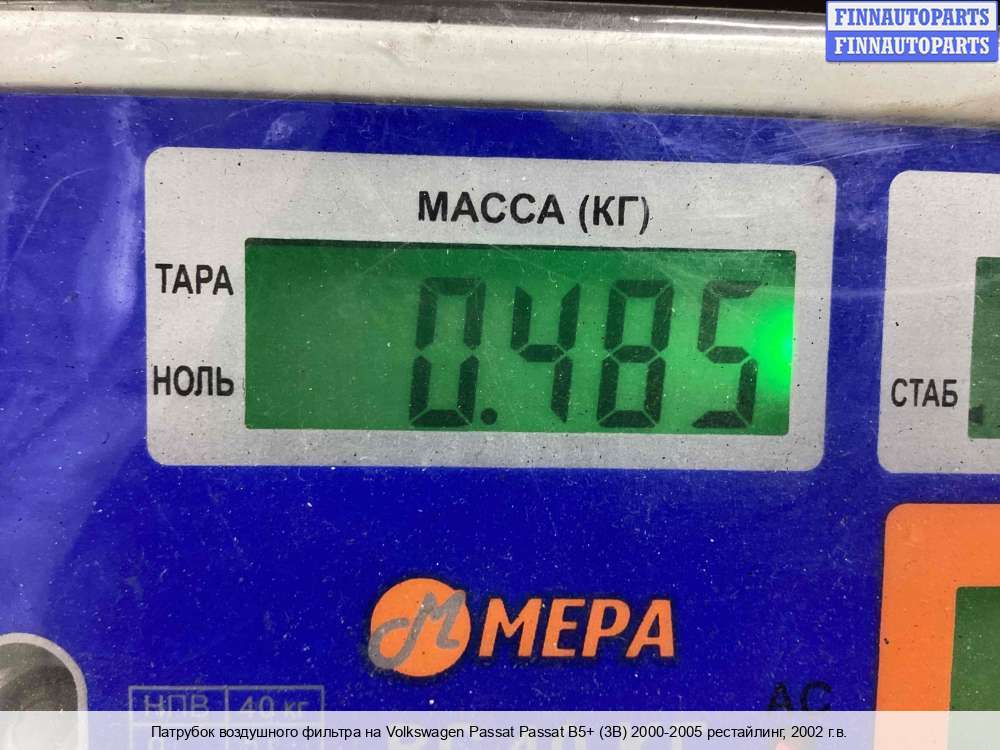 FINNAUTOPARTS
FINNAUTOPARTS
МАССА (КГ)
ТАРА
0.485
НОЛЬ
СТАБ
М МЕРА
НПВ 40 кг
AC
Патрубок воздушного фильтра на Volkswagen Passat Passat B5+ (3B) 2000-2005 рестайлинг, 2002 г.в.